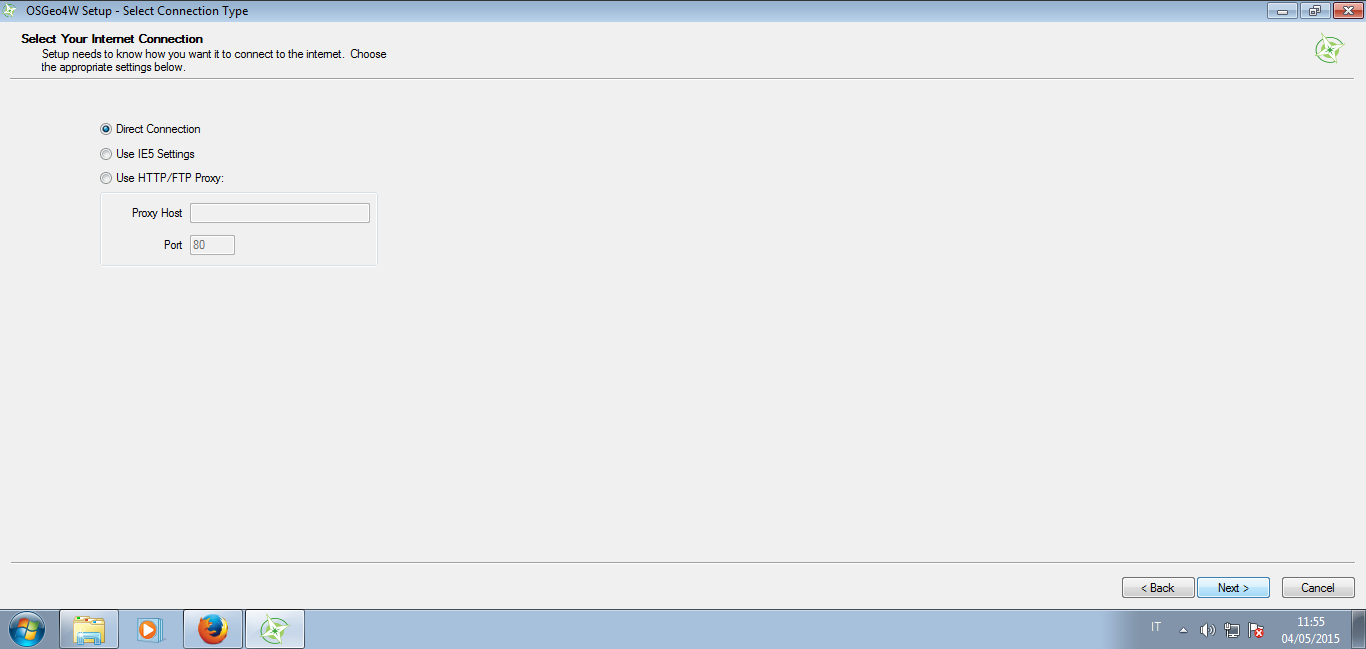 OSGeo4W Setup - Select Connection Type
Select Your Internet Connection
Setup needs to know how you want it to connect to the internet.  Choose
the appropriate settings below.
Direct Connection
Use IE5 Settings
Use HTTP/FTP Proxy:
Proxy Host
Port 80
< Back Next > Cancel
IT 11:55
04/05/2015